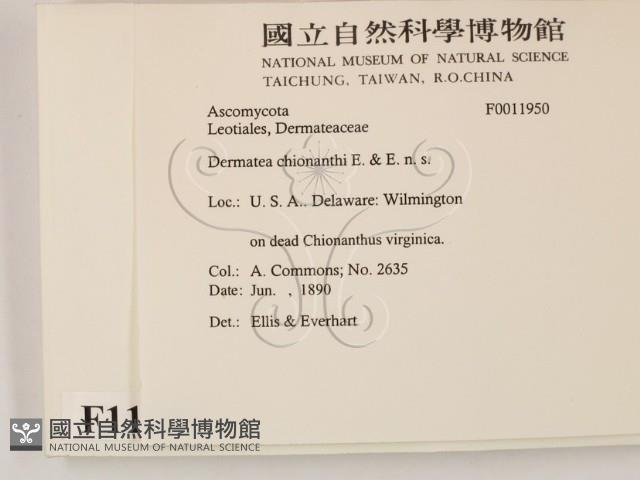 國立自然科學博物館
NATIONAL MUSEUM OF NATURAL SCIENCE
TAICHUNG, TAIWAN, R.O.CHINA
Ascomycota F0011950
Leotiales, Dermateaceae
Dermatea chionanthi E. & E. n. s.
Loc.: U. S. A.. Delaware: Wilmington
on dead Chionanthus virginica.
Col.: A. Commons; No. 2635
Date: Jun. , 1890
Det.: Ellis & Everhart
F11
國立自然科學博物館
NATIONAL MUSEUM OF NATURAL SCIENCE